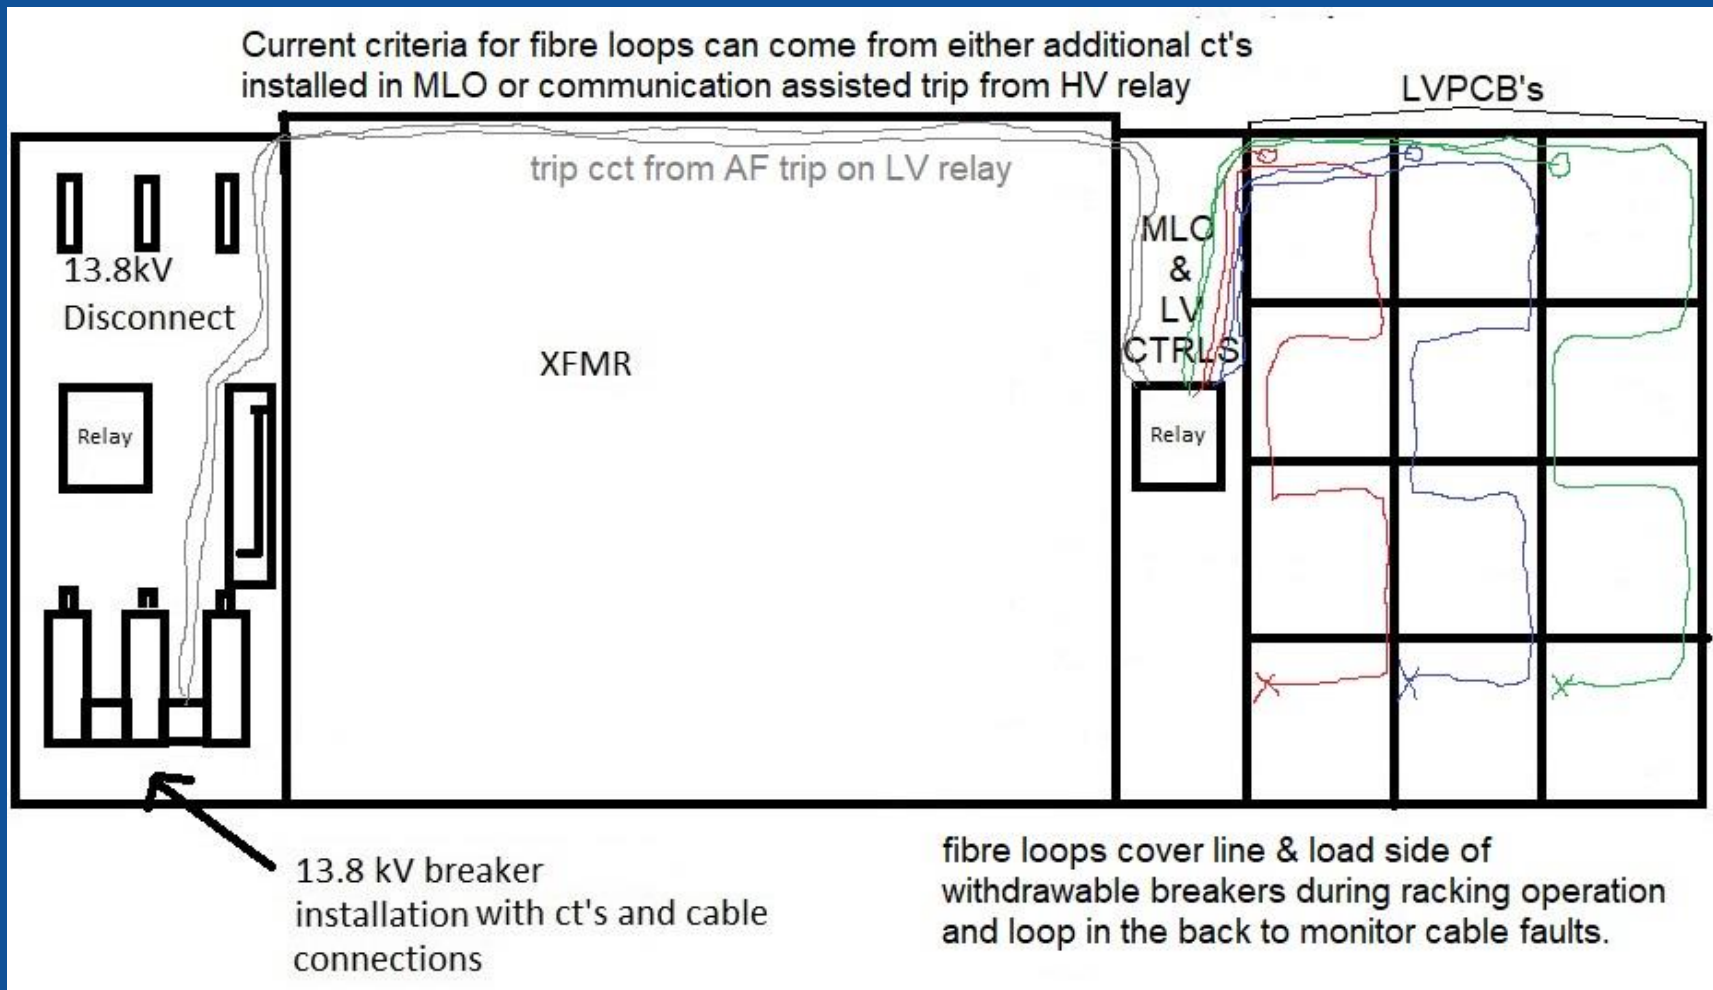 Current criteria for fibre loops can come from either additional ct's
installed in MLO or communication assisted trip from HV relay
LVPCB's
trip cct from AF trip on LV relay
13.8kV
Disconnect
MLO
&
LV
CTRLS
XFMR
Relay
Relay
13.8 kV breaker
installation with ct's and cable
connections
fibre loops cover line & load side of
withdrawable breakers during racking operation
and loop in the back to monitor cable faults.